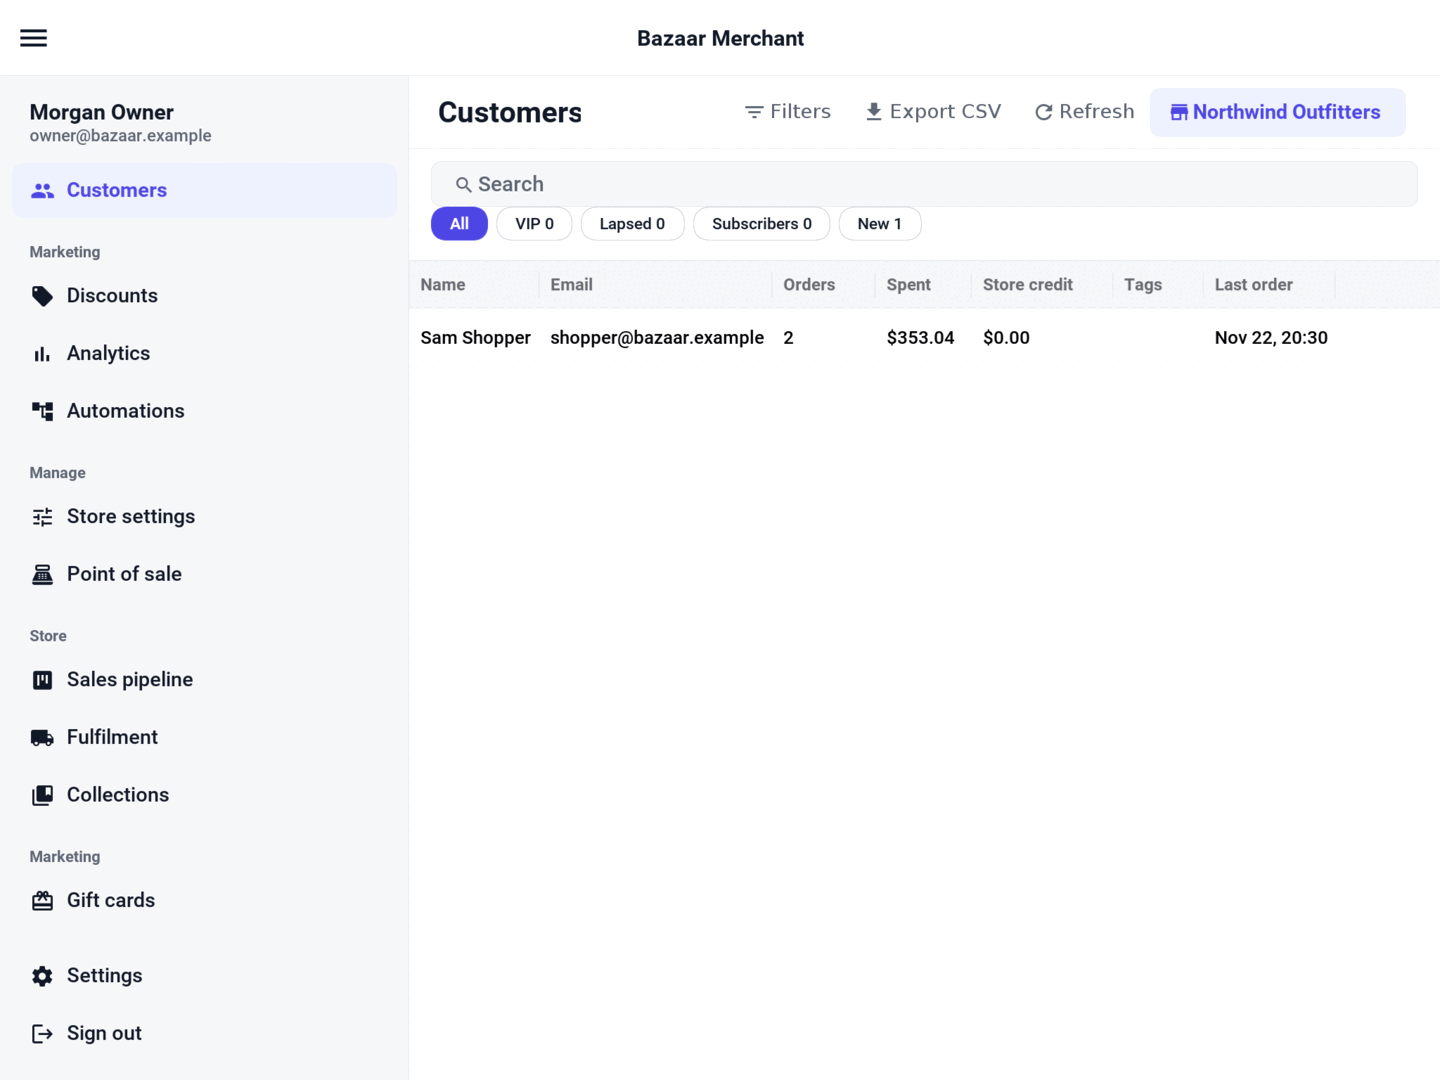 Bazaar Merchant
Morgan Owner
owner@bazaar.example
Customers
Marketing
Discounts
Analytics
Automations
Manage
Store settings
Point of sale
Store
Sales pipeline
Fulfilment
Collections
Marketing
Gift cards
Settings
Sign out
Customers
Filters
Export CSV
Refresh
Northwind Outfitters
Search
All
VIP 0
Lapsed 0
Subscribers 0
New 1
Name Email Orders Spent Store credit Tags Last order
Sam Shopper shopper@bazaar.example 2 $353.04 $0.00 Nov 22, 20:30